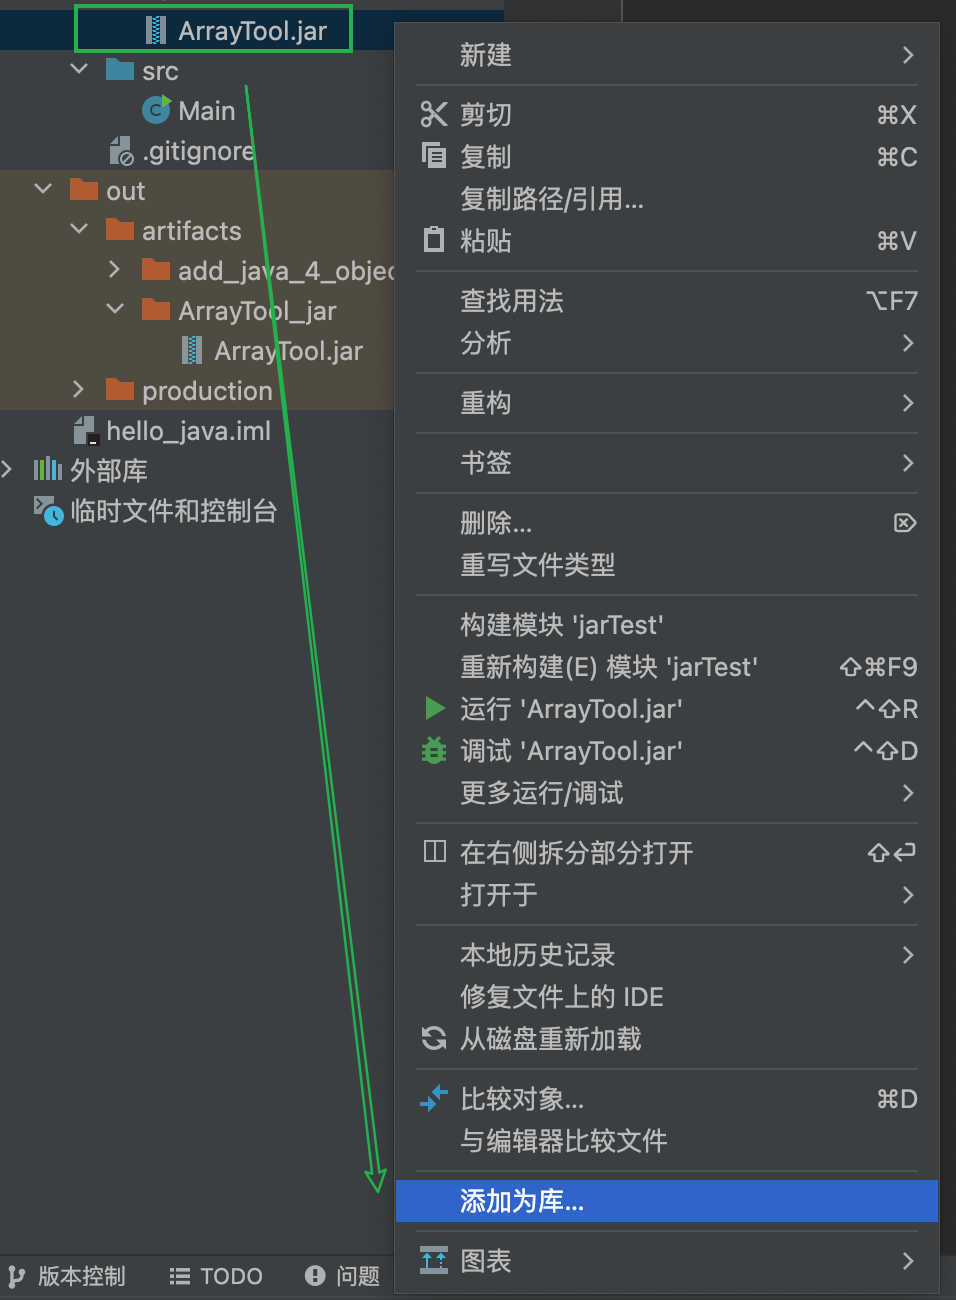 ArrayTool.jar
src
Main
.gitignore
out
artifacts
add_java_4_objec
ArrayTool_jar
ArrayTool.jar
production
hello_java.iml
外部库
临时文件和控制台
新建
剪切 ⌘X
复制 ⌘C
复制路径/引用...
粘贴 ⌘V
查找用法 ⌥F7
分析
重构
书签
删除...
重写文件类型
构建模块 'jarTest'
重新构建(E) 模块 'jarTest' ⇧⌘F9
运行 'ArrayTool.jar' ^⇧R
调试 'ArrayTool.jar' ^⇧D
更多运行/调试
在右侧拆分部分打开 ⇧↩
打开于
本地历史记录
修复文件上的 IDE
从磁盘重新加载
比较对象... ⌘D
与编辑器比较文件
添加为库...
图表
版本控制 TODO 问题